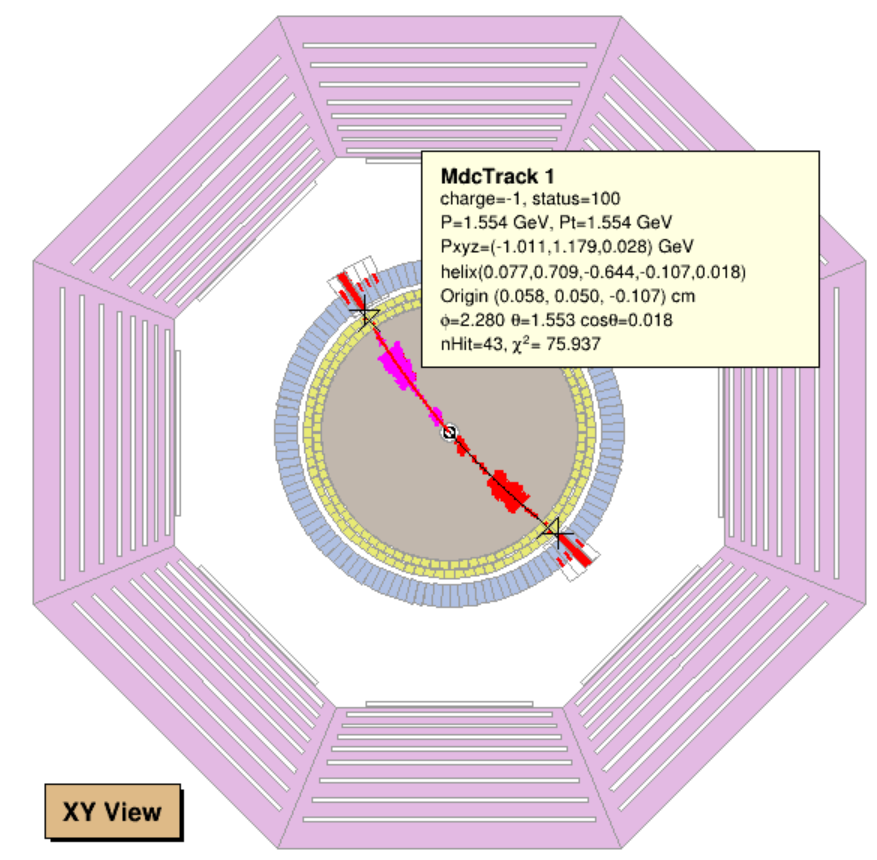 MdcTrack 1
charge=-1, status=100
P=1.554 GeV, Pt=1.554 GeV
Pxyz=(-1.011,1.179,0.028) GeV
helix(0.077,0.709,-0.644,-0.107,0.018)
Origin (0.058, 0.050, -0.107) cm
ϕ=2.280 θ=1.553 cosθ=0.018
nHit=43, χ²= 75.937
XY View